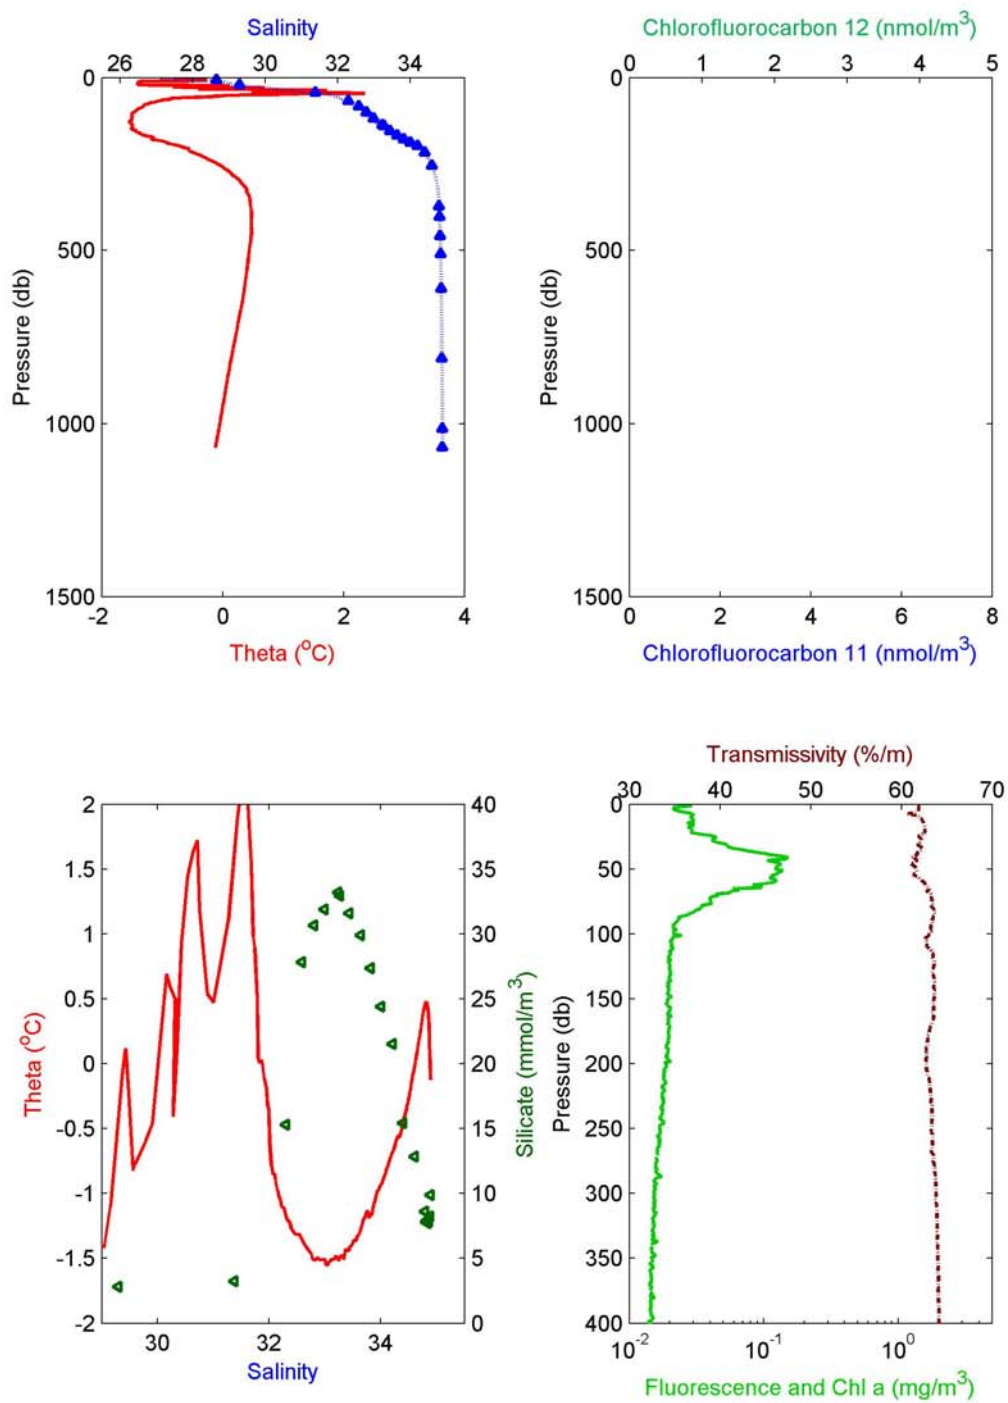 Salinity
26 28 30 32 34
0
500
1000
1500
Pressure (db)
-2 0 2 4
Theta (°C)
Chlorofluorocarbon 12 (nmol/m³)
0 1 2 3 4 5
0
500
1000
1500
Pressure (db)
0 2 4 6 8
Chlorofluorocarbon 11 (nmol/m³)
2
1.5
1
0.5
0
-0.5
-1
-1.5
-2
Theta (°C)
40
35
30
25
20
15
10
5
0
Silicate (mmol/m³)
30 32 34
Salinity
Transmissivity (%/m)
30 40 50 60 70
0
50
100
150
200
250
300
350
400
Pressure (db)
10⁻² 10⁻¹ 10⁰
Fluorescence and Chl a (mg/m³)